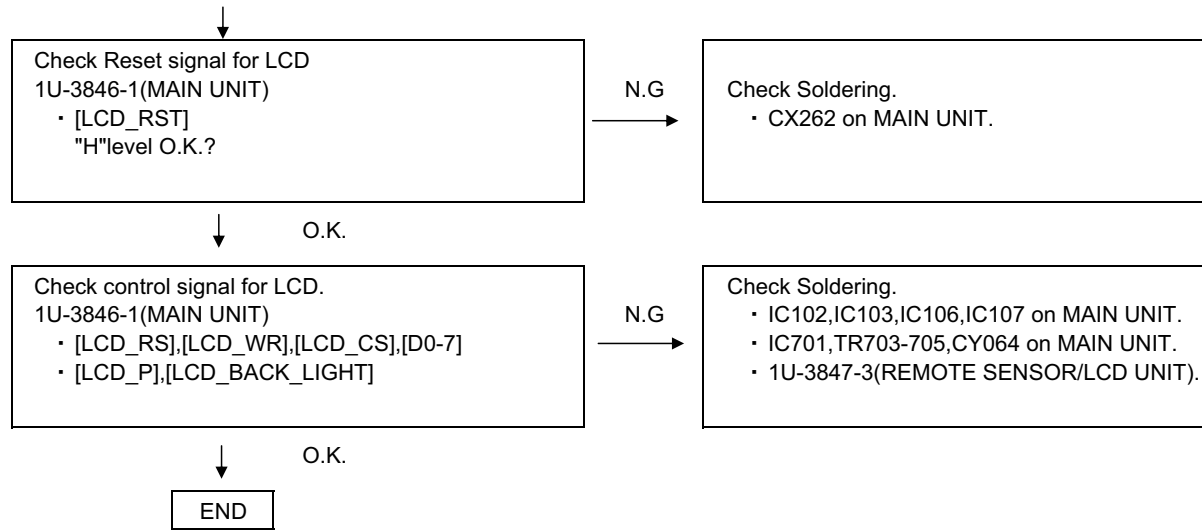 Check Reset signal for LCD
1U-3846-1(MAIN UNIT)
・[LCD_RST]
"H"level O.K.?
N.G
Check Soldering.
・CX262 on MAIN UNIT.
O.K.
Check control signal for LCD.
1U-3846-1(MAIN UNIT)
・[LCD_RS],[LCD_WR],[LCD_CS],[D0-7]
・[LCD_P],[LCD_BACK_LIGHT]
N.G
Check Soldering.
・IC102,IC103,IC106,IC107 on MAIN UNIT.
・IC701,TR703-705,CY064 on MAIN UNIT.
・1U-3847-3(REMOTE SENSOR/LCD UNIT).
O.K.
END